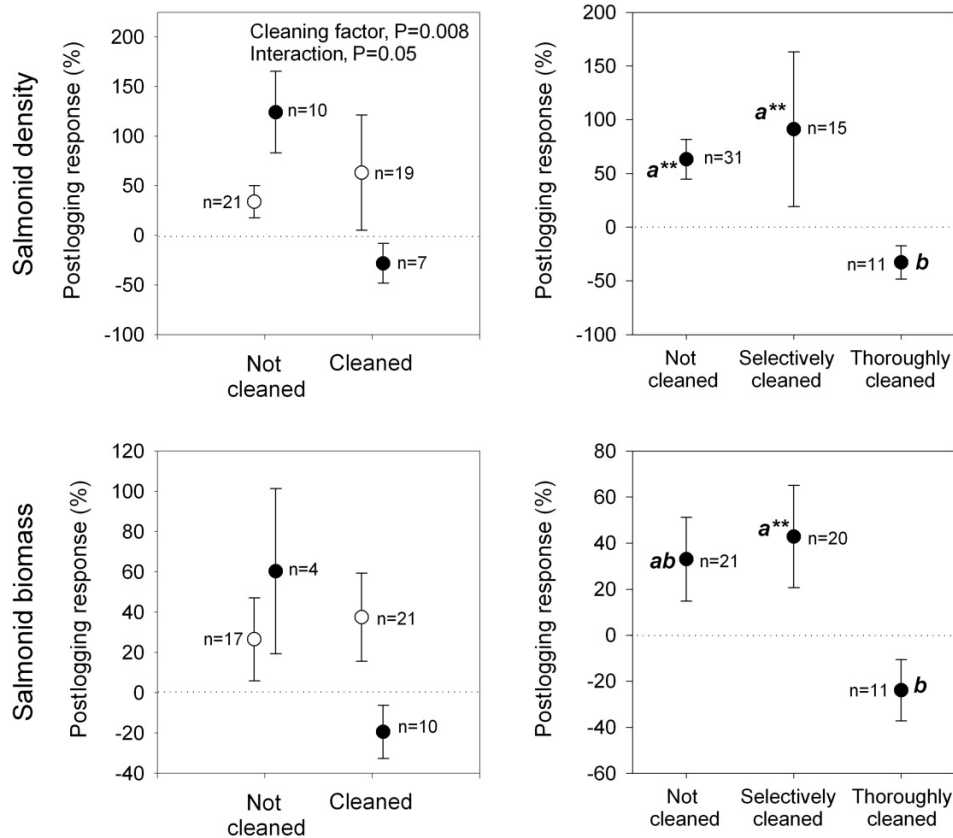 Salmonid density
Postlogging response (%)
200
150
100
50
0
-50
-100
Cleaning factor, P=0.008
Interaction, P=0.05
n=10
n=21
n=19
n=7
Not
cleaned
Cleaned
Postlogging response (%)
200
150
100
50
0
-50
-100
a**
n=31
a**
n=15
n=11
b
Not
cleaned
Selectively
cleaned
Thoroughly
cleaned
Salmonid biomass
Postlogging response (%)
120
100
80
60
40
20
0
-20
-40
n=17
n=4
n=21
n=10
Not
cleaned
Cleaned
Postlogging response (%)
80
60
40
20
0
-20
-40
-60
ab
n=21
a**
n=20
n=11
b
Not
cleaned
Selectively
cleaned
Thoroughly
cleaned